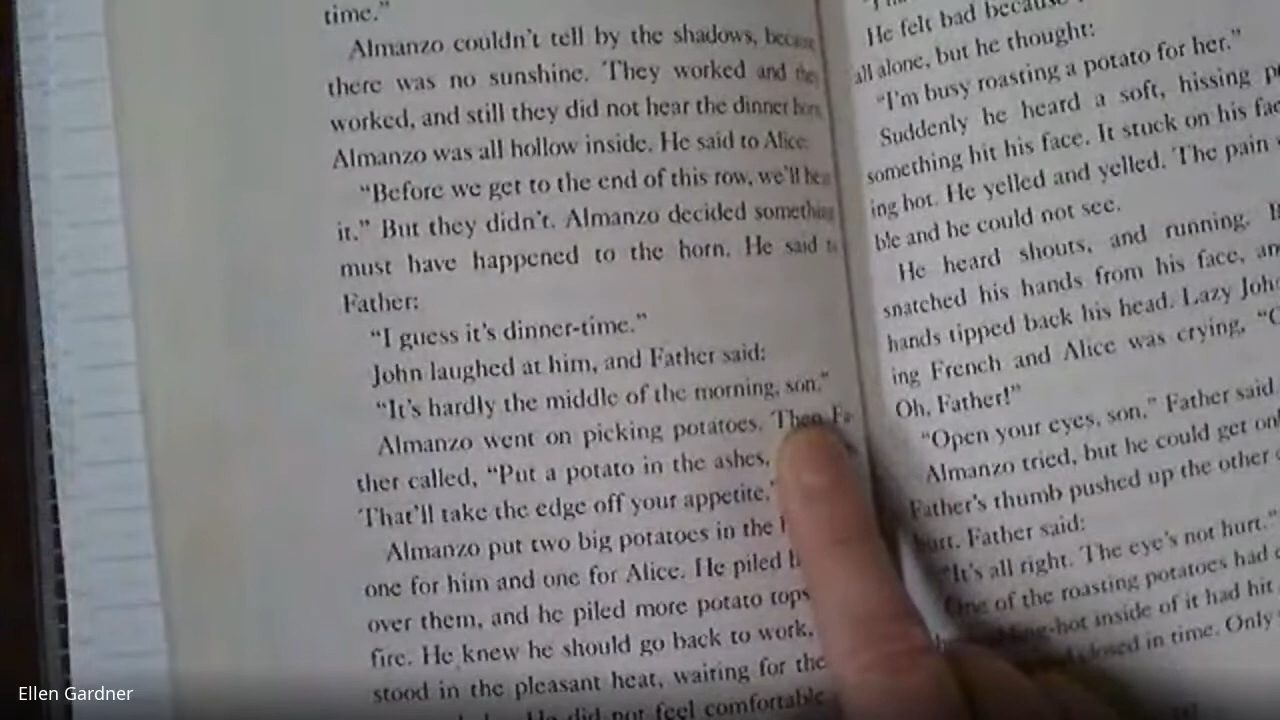 time.”
Almanzo couldn’t tell by the shadows, because
there was no sunshine. They worked and they
worked, and still they did not hear the dinner horn.
Almanzo was all hollow inside. He said to Alice:
“Before we get to the end of this row, we’ll hear
it.” But they didn’t. Almanzo decided something
must have happened to the horn. He said to
Father:
“I guess it’s dinner-time.”
John laughed at him, and Father said:
“It’s hardly the middle of the morning, son.”
Almanzo went on picking potatoes. Then Fa-
ther called, “Put a potato in the ashes,
That’ll take the edge off your appetite.
Almanzo put two big potatoes in the
one for him and one for Alice. He piled
over them, and he piled more potato tops
fire. He knew he should go back to work,
stood in the pleasant heat, waiting for the
He did not feel comfortable
He felt bad because
all alone, but he thought:
“I’m busy roasting a potato for her.”
Suddenly he heard a soft, hissing
something hit his face. It stuck on his
ing hot. He yelled and yelled. The pain
ble and he could not see.
He heard shouts, and running.
snatched his hands from his face,
hands tipped back his head. Lazy
ing French and Alice was crying,
Oh, Father!”
“Open your eyes, son,” Father said
Almanzo tried, but he could get
Father’s thumb pushed up the other
hurt. Father said:
“It’s all right. The eye’s not hurt.”
One of the roasting potatoes had
-hot inside of it had hit
closed in time. Only
Ellen Gardner